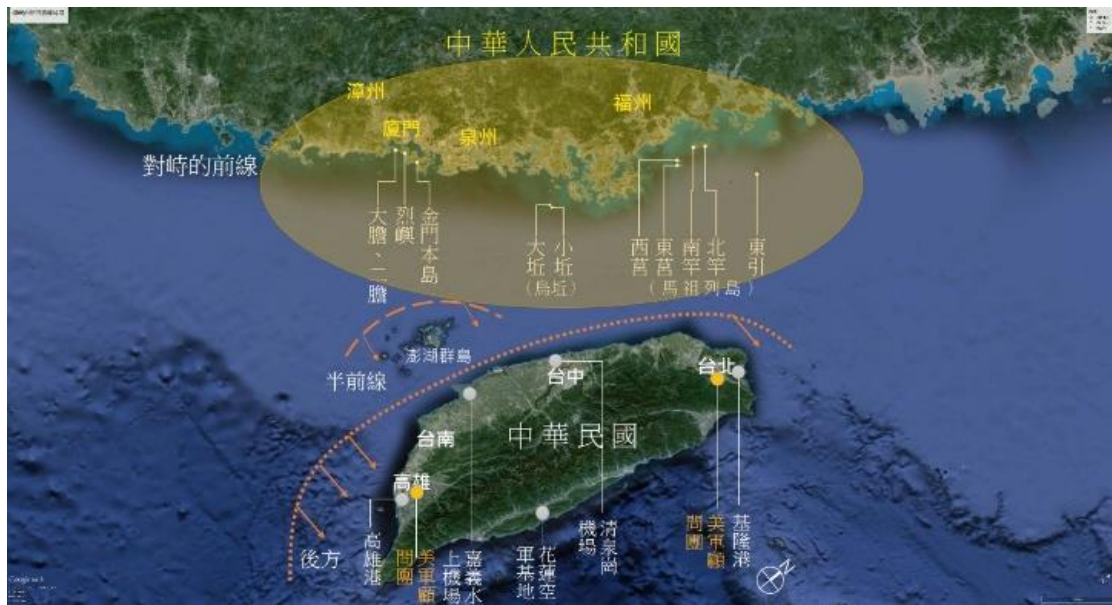 中華人民共和國
漳州
廈門
泉州
福州
對峙的前線
大膽、二膽
烈嶼
金門本島
大坵
小坵
(烏坵)
西莒
東莒
南竿
北竿
(馬祖列島)
東引
澎湖群島
半前線
台中
台北
台南
中華民國
高雄
後方
高雄港
美軍顧問團
嘉義水上機場
花蓮空軍基地
清泉崗機場
美軍顧問團
基隆港
N